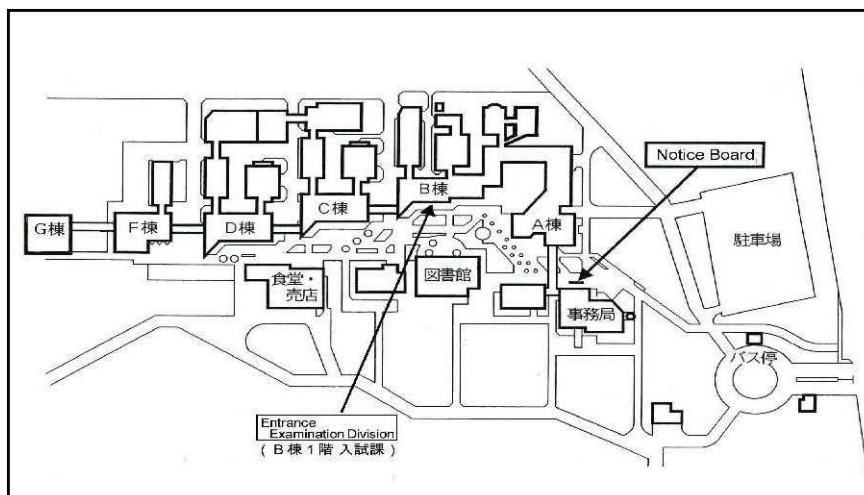 Notice Board
B棟
C棟
A棟
G棟
F棟
D棟
駐車場
食堂・
売店
図書館
事務局
バス停
Entrance
Examination Division
( B棟1階 入試課 )